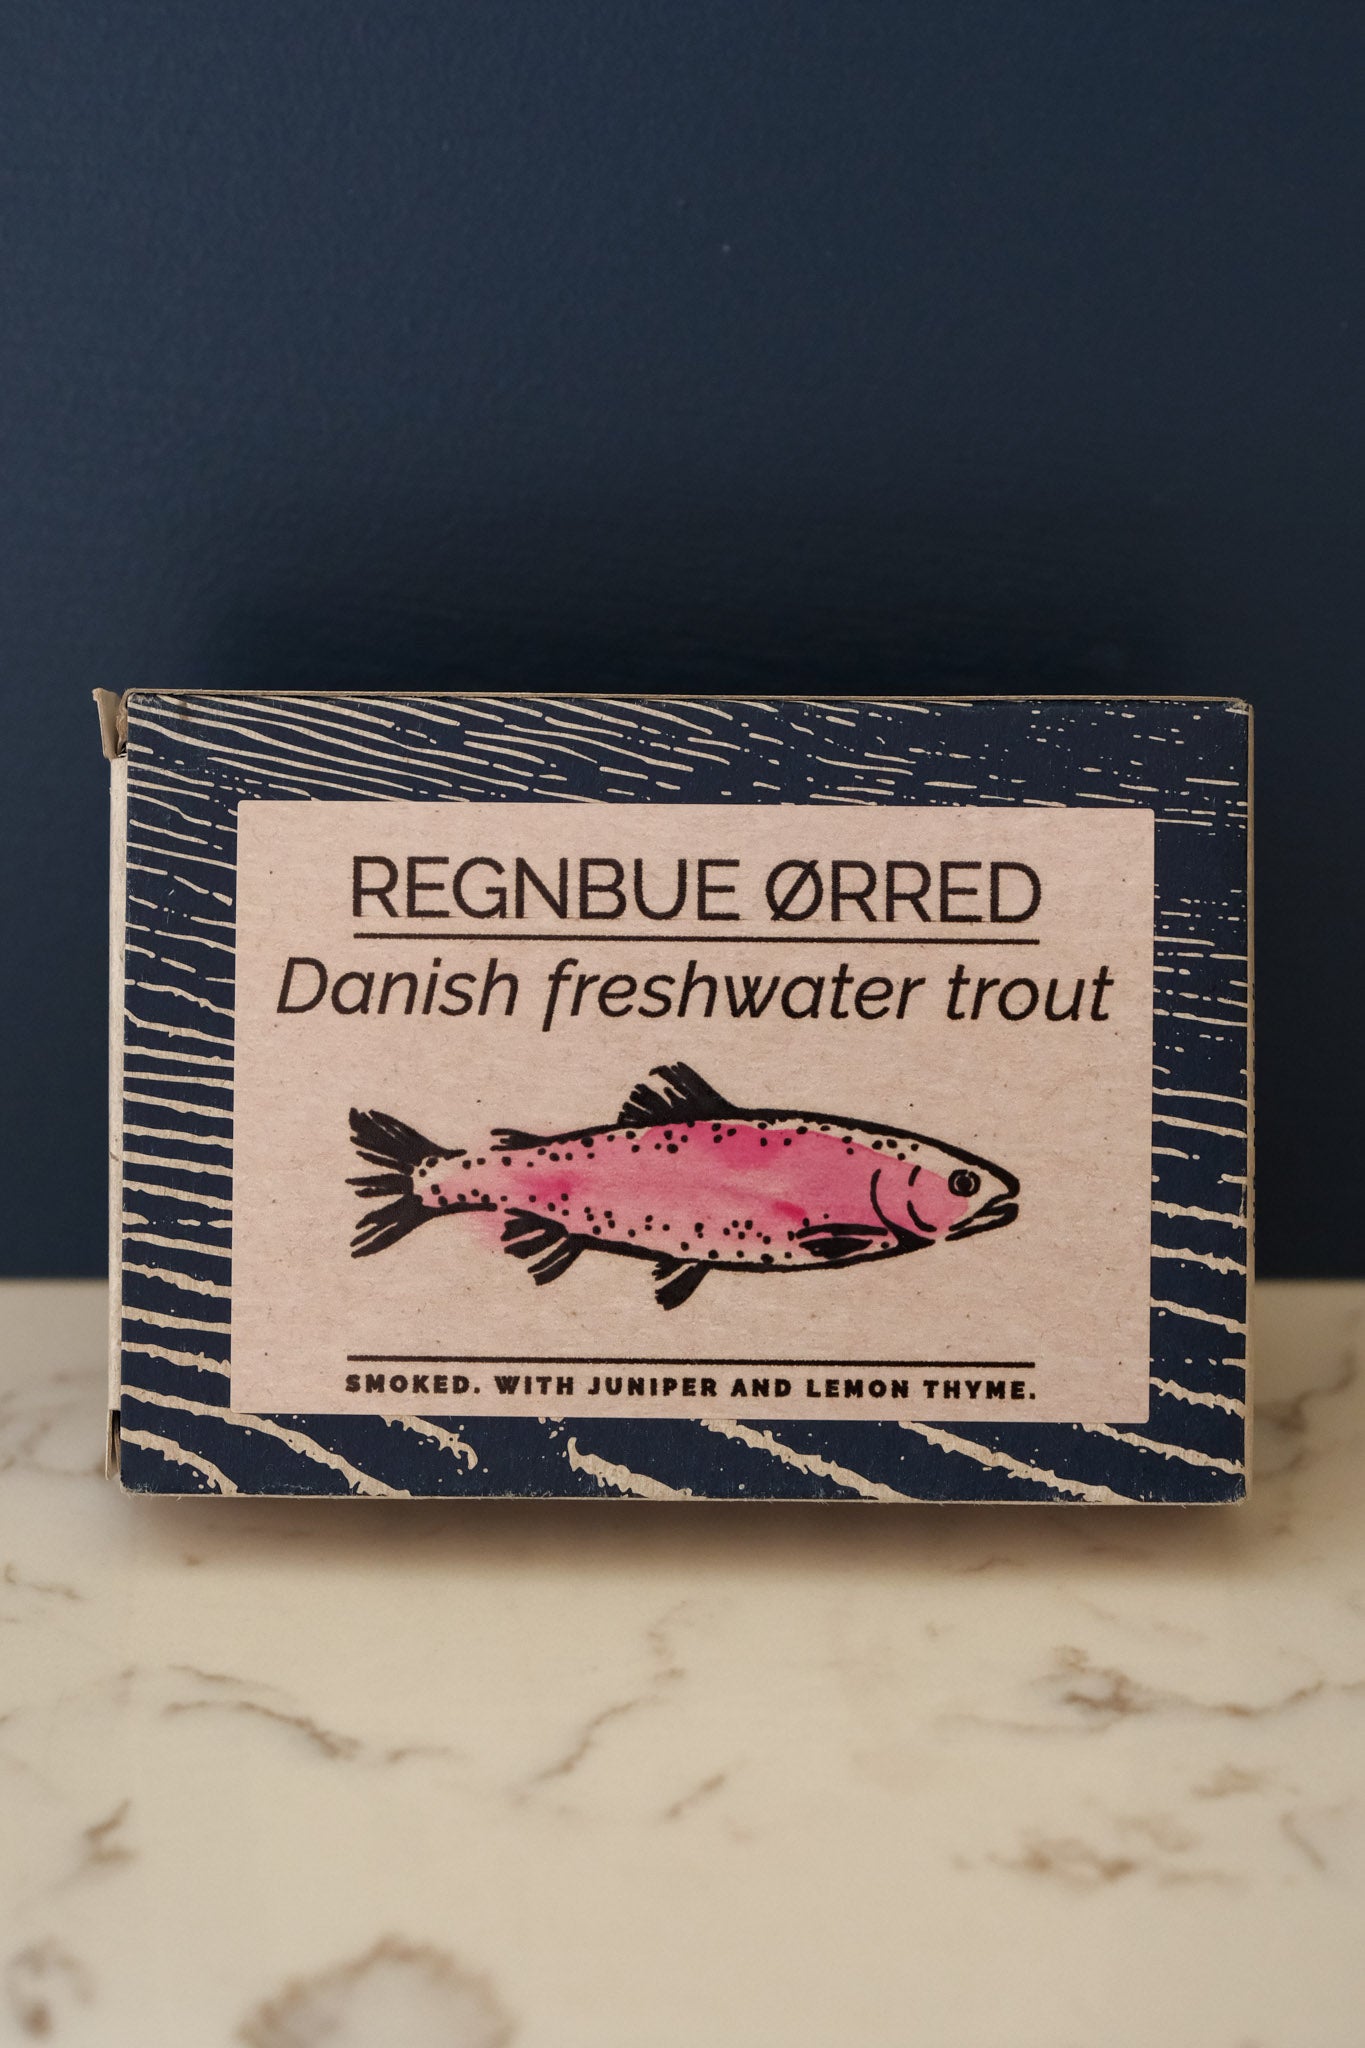 REGNBUE ØRRED
Danish freshwater trout
SMOKED. WITH JUNIPER AND LEMON THYME.